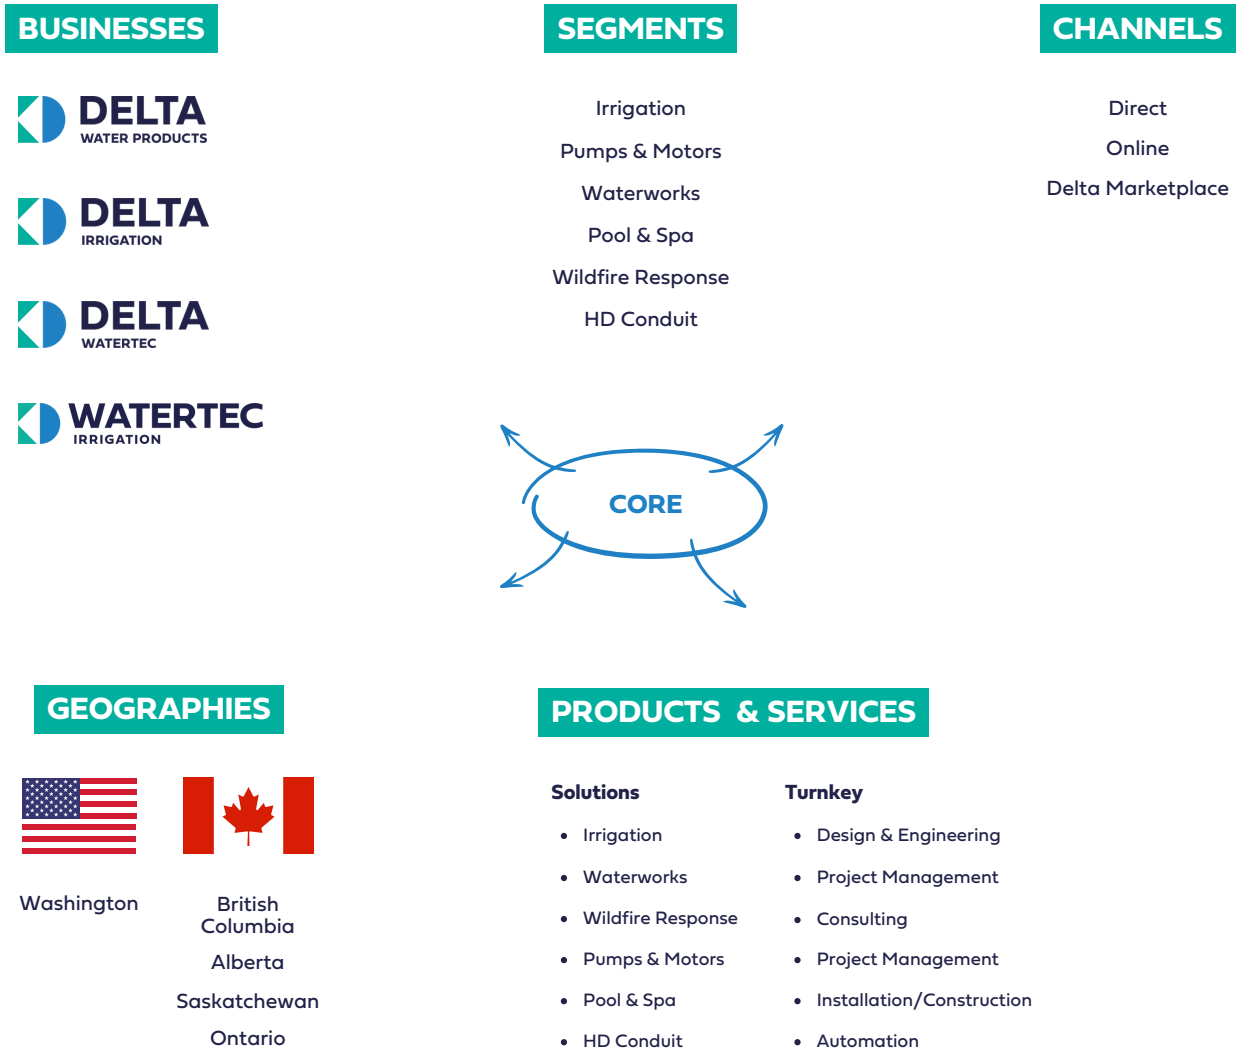 BUSINESSES
DELTA
WATER PRODUCTS
DELTA
IRRIGATION
DELTA
WATERTEC
WATERTEC
IRRIGATION
SEGMENTS
Irrigation
Pumps & Motors
Waterworks
Pool & Spa
Wildfire Response
HD Conduit
CHANNELS
Direct
Online
Delta Marketplace
CORE
GEOGRAPHIES
Washington
British
Columbia
Alberta
Saskatchewan
Ontario
PRODUCTS & SERVICES
Solutions
• Irrigation
• Waterworks
• Wildfire Response
• Pumps & Motors
• Pool & Spa
• HD Conduit
Turnkey
• Design & Engineering
• Project Management
• Consulting
• Project Management
• Installation/Construction
• Automation